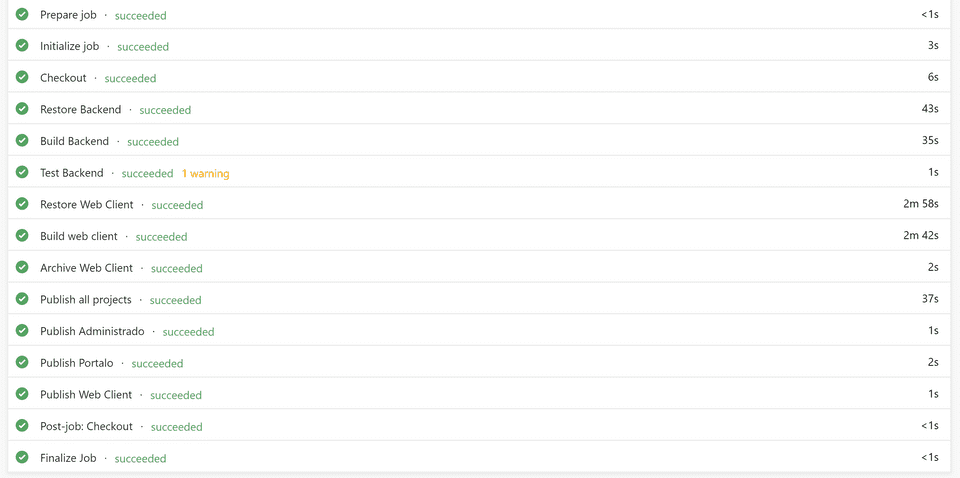 Prepare job · succeeded <1s
Initialize job · succeeded 3s
Checkout · succeeded 6s
Restore Backend · succeeded 43s
Build Backend · succeeded 35s
Test Backend · succeeded 1 warning 1s
Restore Web Client · succeeded 2m 58s
Build web client · succeeded 2m 42s
Archive Web Client · succeeded 2s
Publish all projects · succeeded 37s
Publish Administrado · succeeded 1s
Publish Portalo · succeeded 2s
Publish Web Client · succeeded 1s
Post-job: Checkout · succeeded <1s
Finalize Job · succeeded <1s